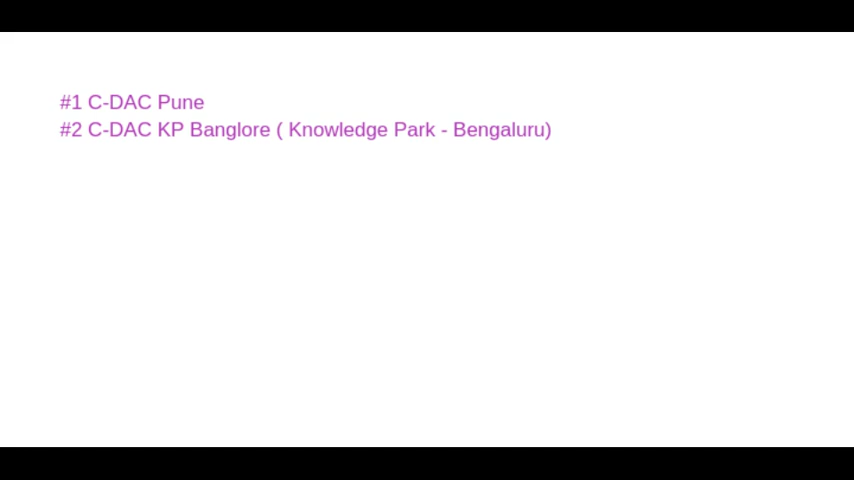 #1 C-DAC Pune
#2 C-DAC KP Banglore ( Knowledge Park - Bengaluru)